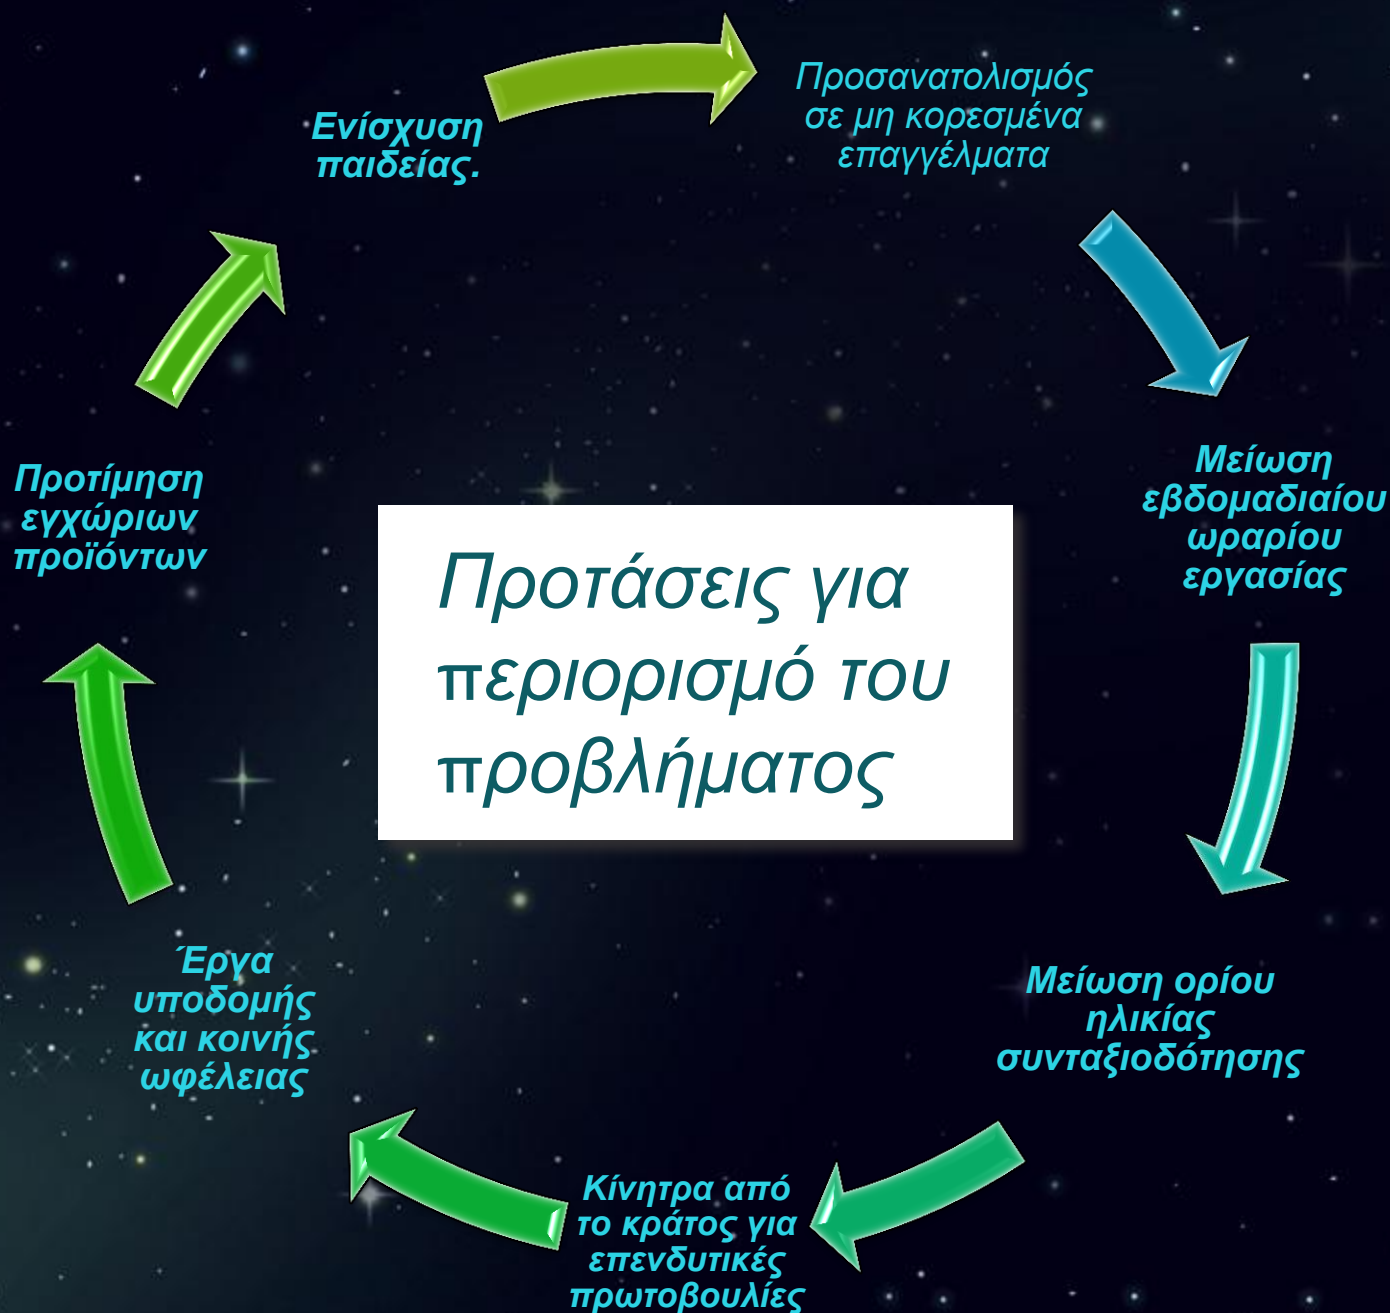 Ενίσχυση
παιδείας.
Προσανατολισμός
σε μη κορεσμένα
επαγγέλματα
Μείωση
εβδομαδιαίου
ωραρίου
εργασίας
Μείωση ορίου
ηλικίας
συνταξιοδότησης
Κίνητρα από
το κράτος για
επενδυτικές
πρωτοβουλίες
Έργα
υποδομής
και κοινής
ωφέλειας
Προτίμηση
εγχώριων
προϊόντων
Προτάσεις για
περιορισμό του
προβλήματος